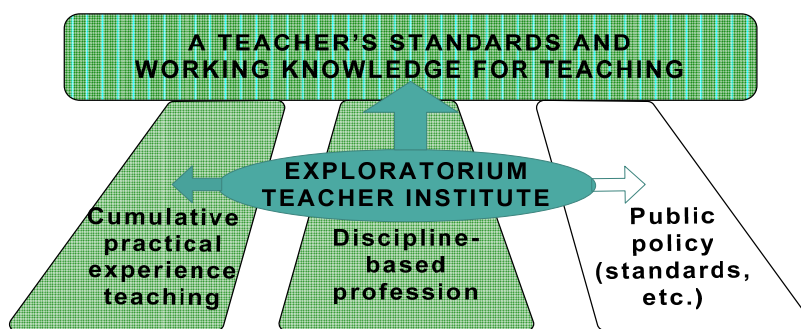 A TEACHER’S STANDARDS AND
WORKING KNOWLEDGE FOR TEACHING
EXPLORATORIUM
TEACHER INSTITUTE
Cumulative
practical
experience
teaching
Discipline-
based
profession
Public
policy
(standards,
etc.)